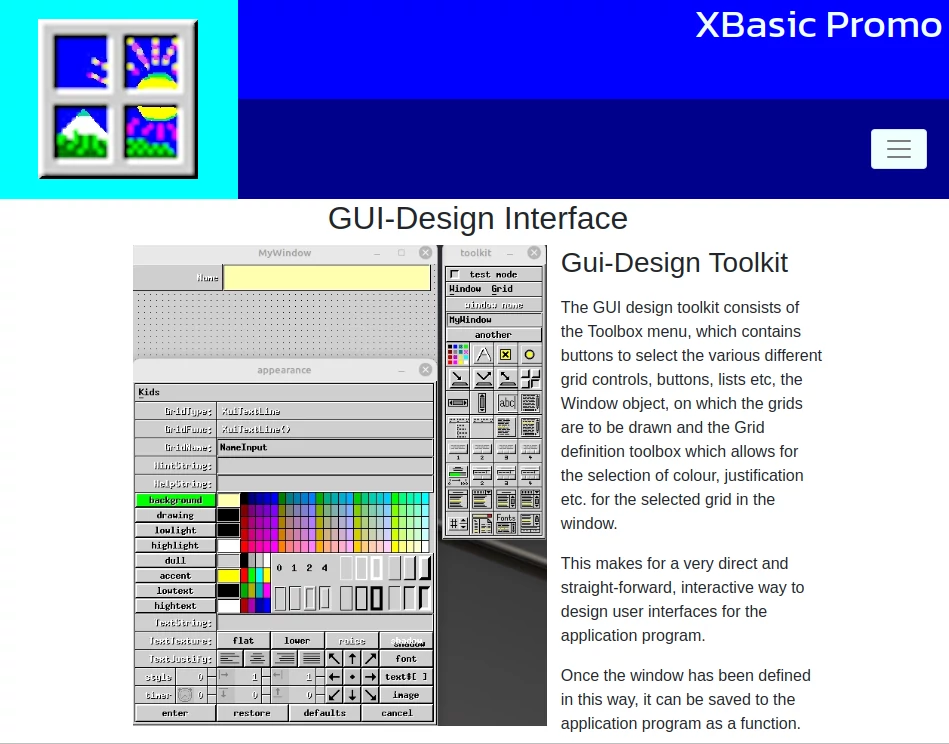 XBasic Promo
GUI-Design Interface
MyWindow
Name
toolkit
test mode
Window Grid
window name
MyWindow
another
abc
1 2 3 4
Fonts
appearance
Kids
GridType: XuiTextLine
GridFunc: XuiTextLine()
GridName: NameInput
HintString:
HelpString:
background
drawing
lowlight
highlight
dull
accent
lowtext
hightext
0 1 2 4
TextString:
TextTexture: flat lower raise shadow
TextJustify: font
style 0 1 1 text$[ ]
timer 0 0 0 image
enter restore defaults cancel
Gui-Design Toolkit
The GUI design toolkit consists of
the Toolbox menu, which contains
buttons to select the various different
grid controls, buttons, lists etc, the
Window object, on which the grids
are to be drawn and the Grid
definition toolbox which allows for
the selection of colour, justification
etc. for the selected grid in the
window.
This makes for a very direct and
straight-forward, interactive way to
design user interfaces for the
application program.
Once the window has been defined
in this way, it can be saved to the
application program as a function.